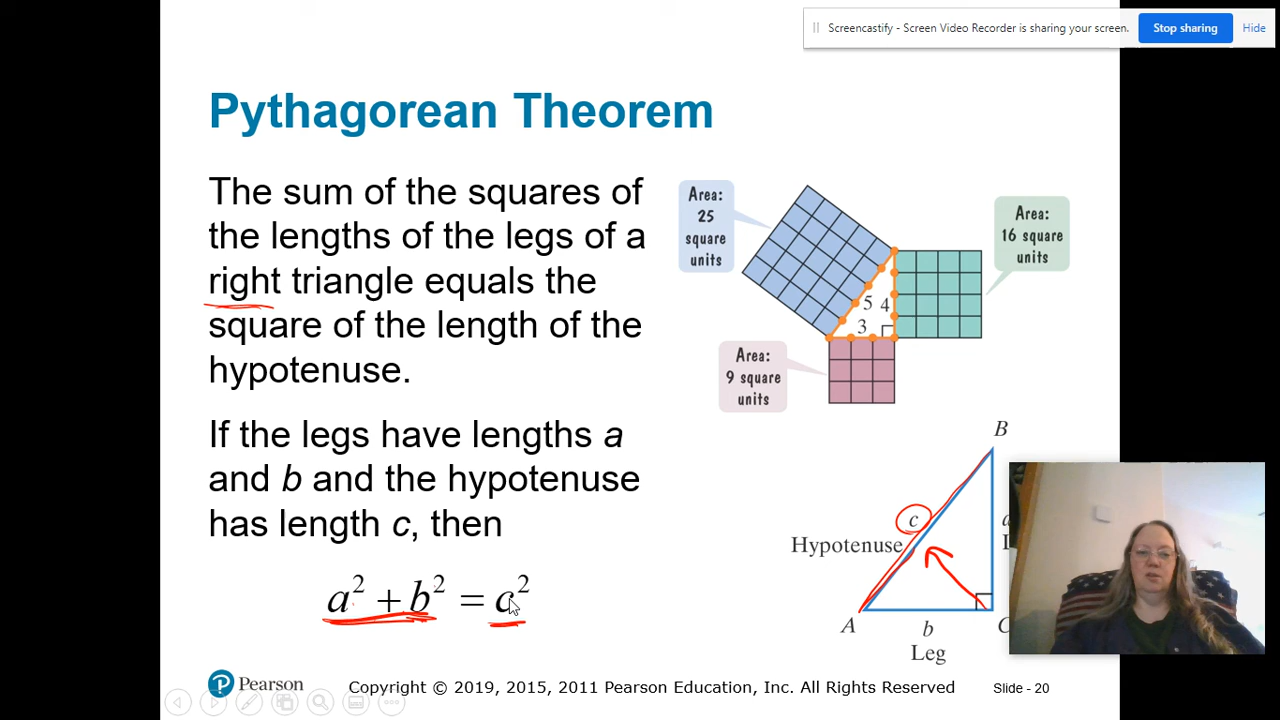 Screencastify - Screen Video Recorder is sharing your screen.
Stop sharing
Hide
Pythagorean Theorem
The sum of the squares of
the lengths of the legs of a
right triangle equals the
square of the length of the
hypotenuse.
If the legs have lengths a
and b and the hypotenuse
has length c, then
a² + b² = c²
Area:
25
square
units
Area:
16 square
units
5 4
3
Area:
9 square
units
B
c
Hypotenuse
A
b
Leg
Pearson
Copyright © 2019, 2015, 2011 Pearson Education, Inc. All Rights Reserved
Slide - 20